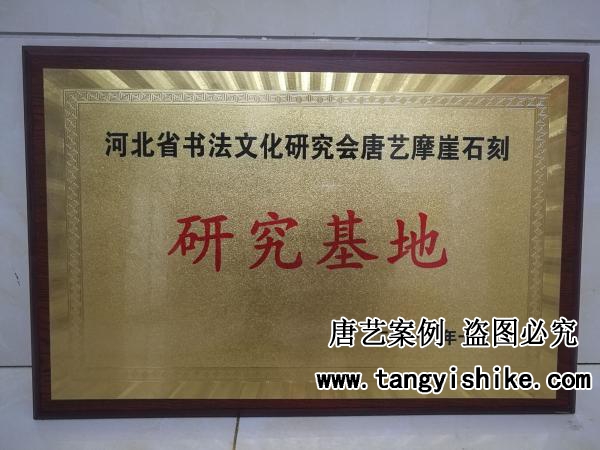 河北省书法文化研究会唐艺摩崖石刻
研究基地
年
唐艺案例 盗图必究
www.tangyishike.com